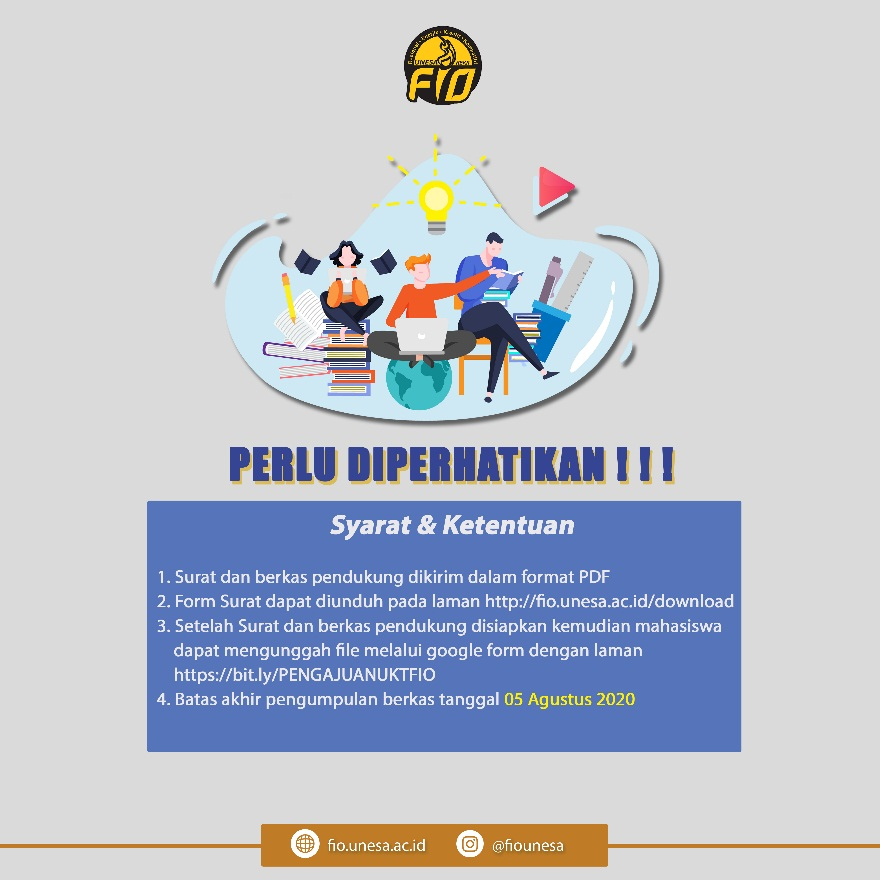 UNESA
FIO
PERLU DIPERHATIKAN ! ! !
Syarat & Ketentuan
1. Surat dan berkas pendukung dikirim dalam format PDF
2. Form Surat dapat diunduh pada laman http://fio.unesa.ac.id/download
3. Setelah Surat dan berkas pendukung disiapkan kemudian mahasiswa
dapat mengunggah file melalui google form dengan laman
https://bit.ly/PENGAJUANUKTFIO
4. Batas akhir pengumpulan berkas tanggal 05 Agustus 2020
fio.unesa.ac.id
@fiounesa